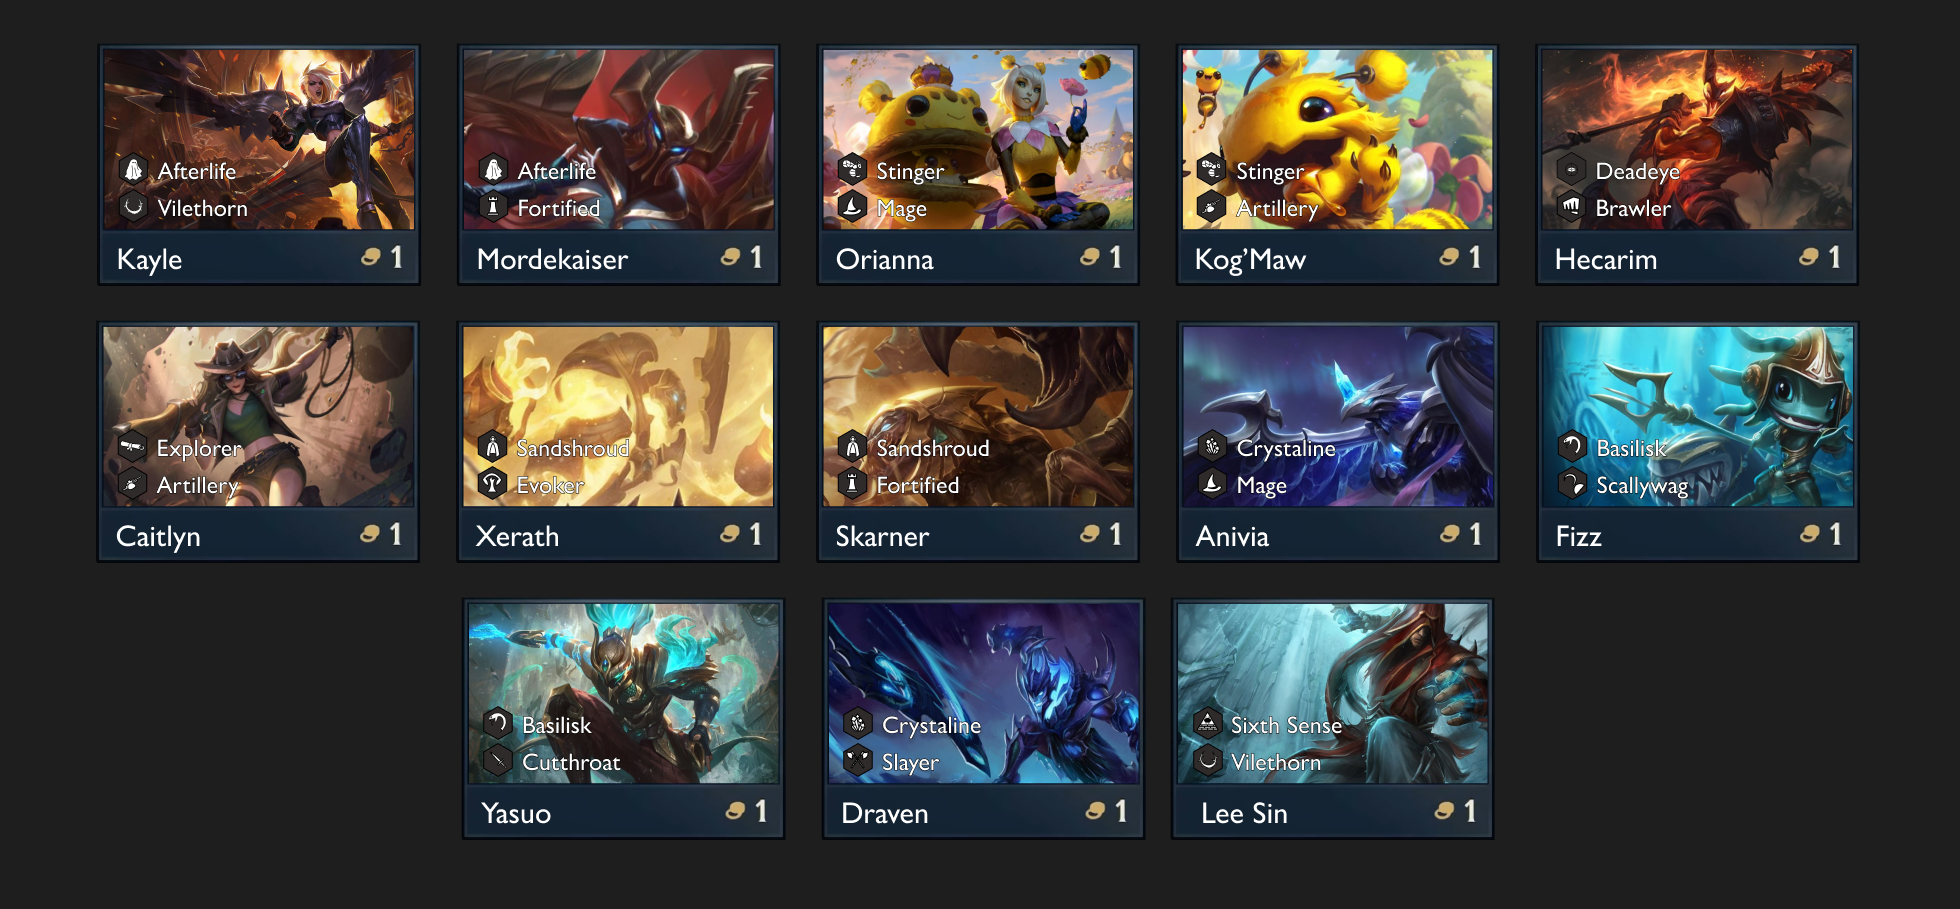 Afterlife
Vilethorn
Kayle 1
Afterlife
Fortified
Mordekaiser 1
Stinger
Mage
Orianna 1
Stinger
Artillery
Kog'Maw 1
Deadeye
Brawler
Hecarim 1
Explorer
Artillery
Caitlyn 1
Sandshroud
Evoker
Xerath 1
Sandshroud
Fortified
Skarner 1
Crystaline
Mage
Anivia 1
Basilisk
Scallywag
Fizz 1
Basilisk
Cutthroat
Yasuo 1
Crystaline
Slayer
Draven 1
Sixth Sense
Vilethorn
Lee Sin 1